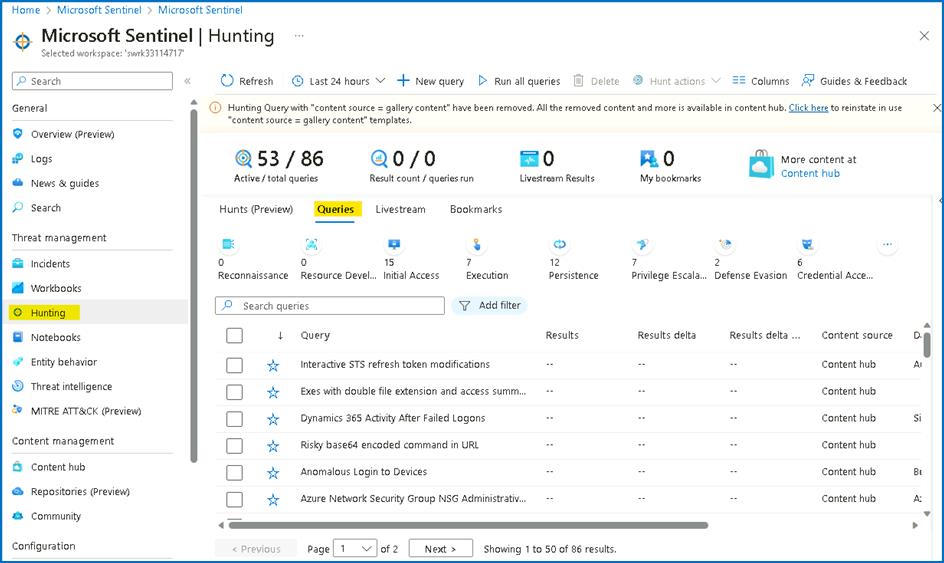 Home > Microsoft Sentinel > Microsoft Sentinel
Microsoft Sentinel | Hunting ...
Selected workspace: 'swrk33114717'
Search
General
Overview (Preview)
Logs
News & guides
Search
Threat management
Incidents
Workbooks
Hunting
Notebooks
Entity behavior
Threat intelligence
MITRE ATT&CK (Preview)
Content management
Content hub
Repositories (Preview)
Community
Configuration
Refresh Last 24 hours New query Run all queries Delete Hunt actions Columns Guides & Feedback
Hunting Query with "content source = gallery content" have been removed. All the removed content and more is available in content hub. Click here to reinstate in use
"content source = gallery content" templates.
53 / 86 0 / 0 0 0 More content at
Active / total queries Result count / queries run Livestream Results My bookmarks Content hub
Hunts (Preview) Queries Livestream Bookmarks
0 0 15 7 12 7 2 6
Reconnaissance Resource Devel... Initial Access Execution Persistence Privilege Escala... Defense Evasion Credential Acce...
Search queries Add filter
Query Results Results delta Results delta ... Content source
Interactive STS refresh token modifications -- -- -- Content hub
Exes with double file extension and access summ... -- -- -- Content hub
Dynamics 365 Activity After Failed Logons -- -- -- Content hub Si
Risky base64 encoded command in URL -- -- -- Content hub
Anomalous Login to Devices -- -- -- Content hub
Azure Network Security Group NSG Administrativ... -- -- -- Content hub
< Previous Page 1 of 2 Next > Showing 1 to 50 of 86 results.